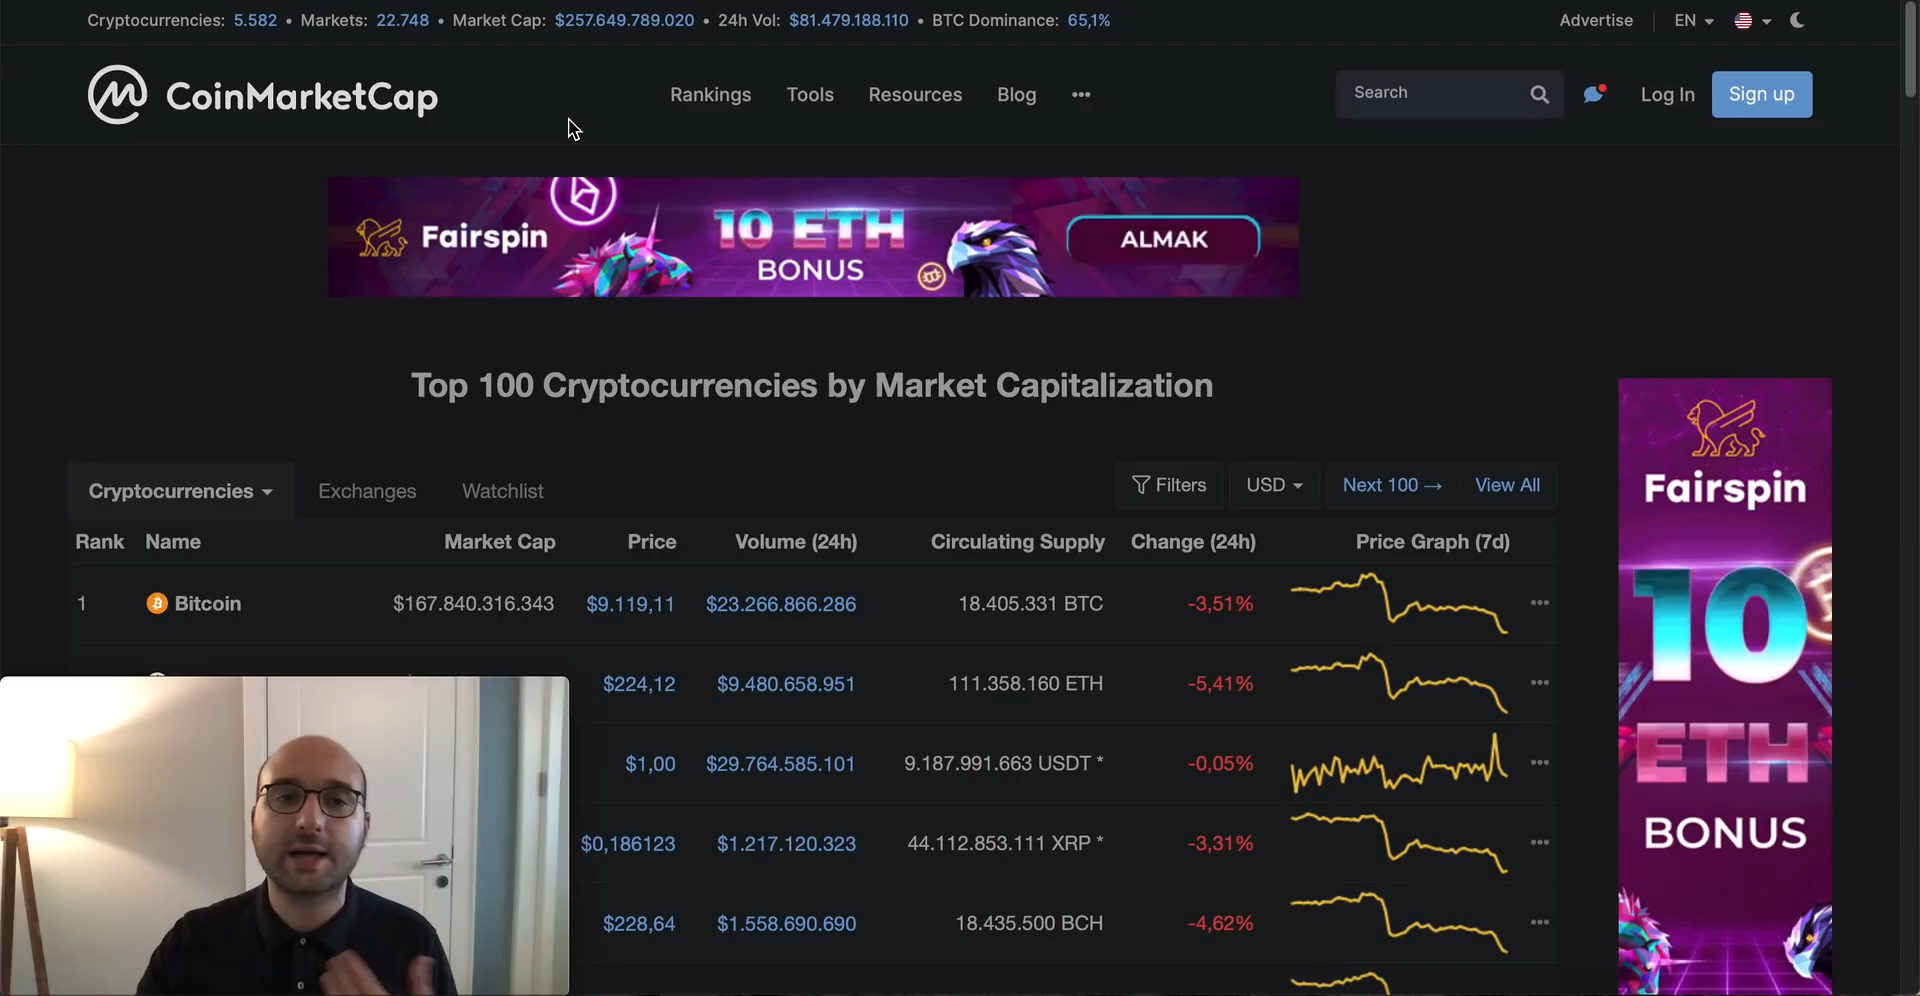 Cryptocurrencies: 5.582 • Markets: 22.748 • Market Cap: $257.649.789.020 • 24h Vol: $81.479.188.110 • BTC Dominance: 65,1% Advertise EN
CoinMarketCap Rankings Tools Resources Blog ••• Search Log In Sign up
Fairspin 10 ETH BONUS ALMAK
Top 100 Cryptocurrencies by Market Capitalization
Cryptocurrencies Exchanges Watchlist Filters USD Next 100 → View All
Rank Name Market Cap Price Volume (24h) Circulating Supply Change (24h) Price Graph (7d)
1 Bitcoin $167.840.316.343 $9.119,11 $23.266.866.286 18.405.331 BTC -3,51% •••
$224,12 $9.480.658.951 111.358.160 ETH -5,41% •••
$1,00 $29.764.585.101 9.187.991.663 USDT * -0,05% •••
$0,186123 $1.217.120.323 44.112.853.111 XRP * -3,31% •••
$228,64 $1.558.690.690 18.435.500 BCH -4,62% •••
Fairspin
10
ETH
BONUS